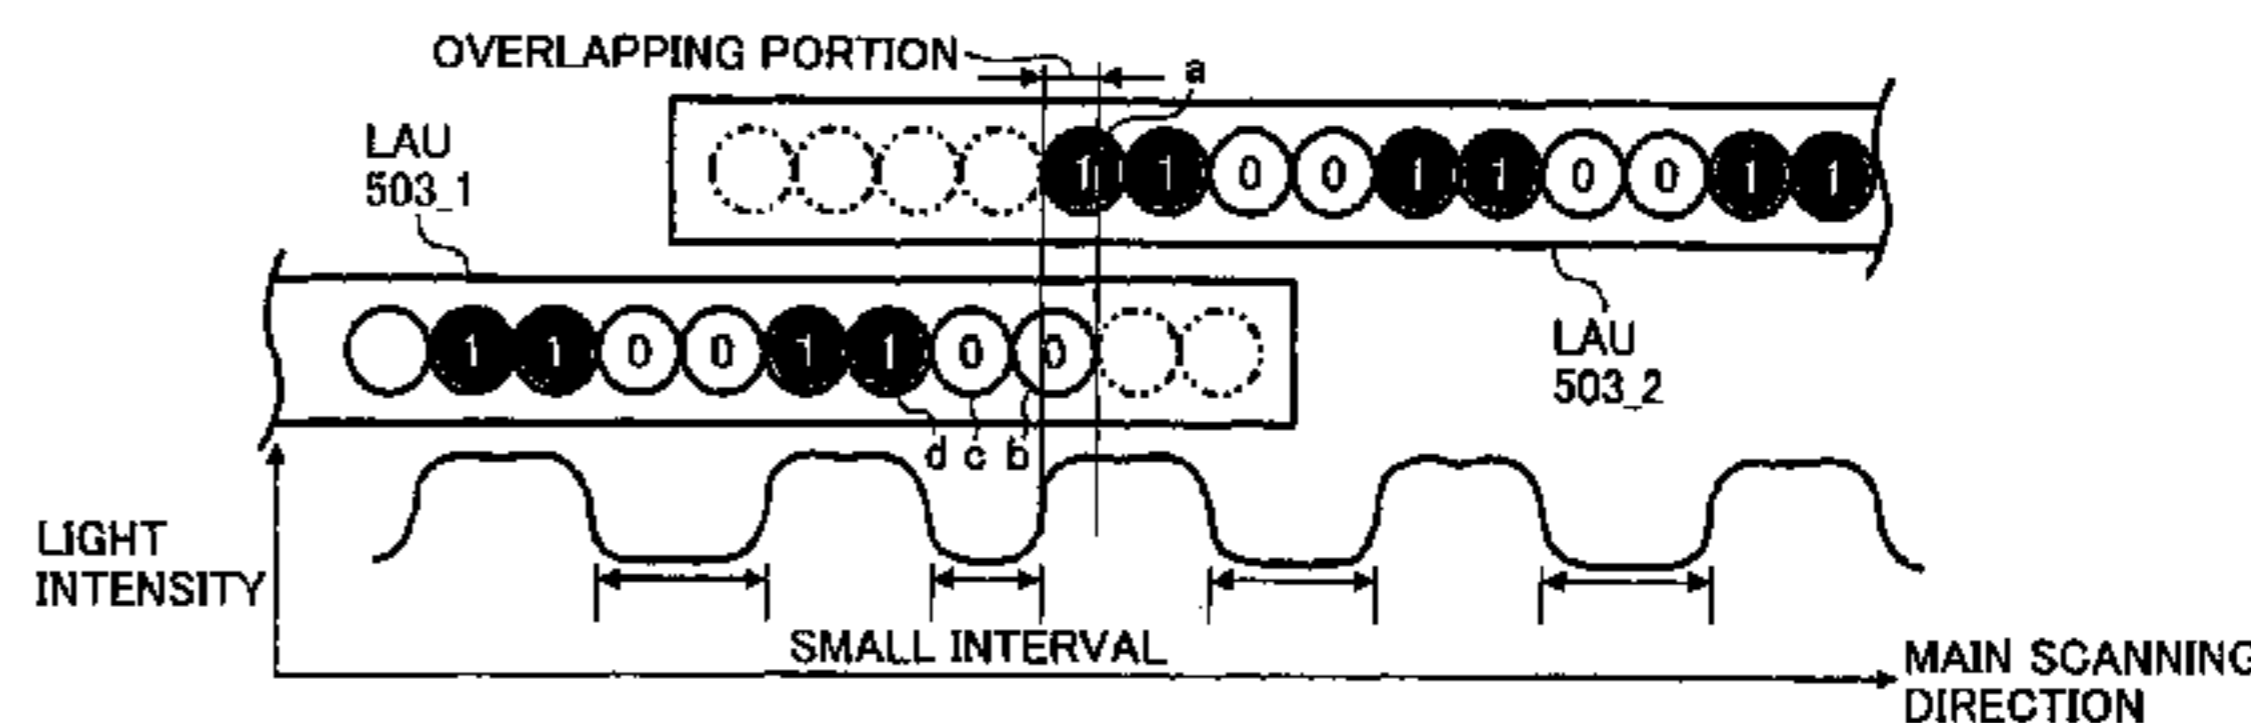 OVERLAPPING PORTION
a
LAU
503_1
1 1 0 0 1 1 0 0 1 1
1 1 0 0 1 1 0 0
LAU
503_2
d c b
LIGHT
INTENSITY
SMALL INTERVAL
MAIN SCANNING
DIRECTION